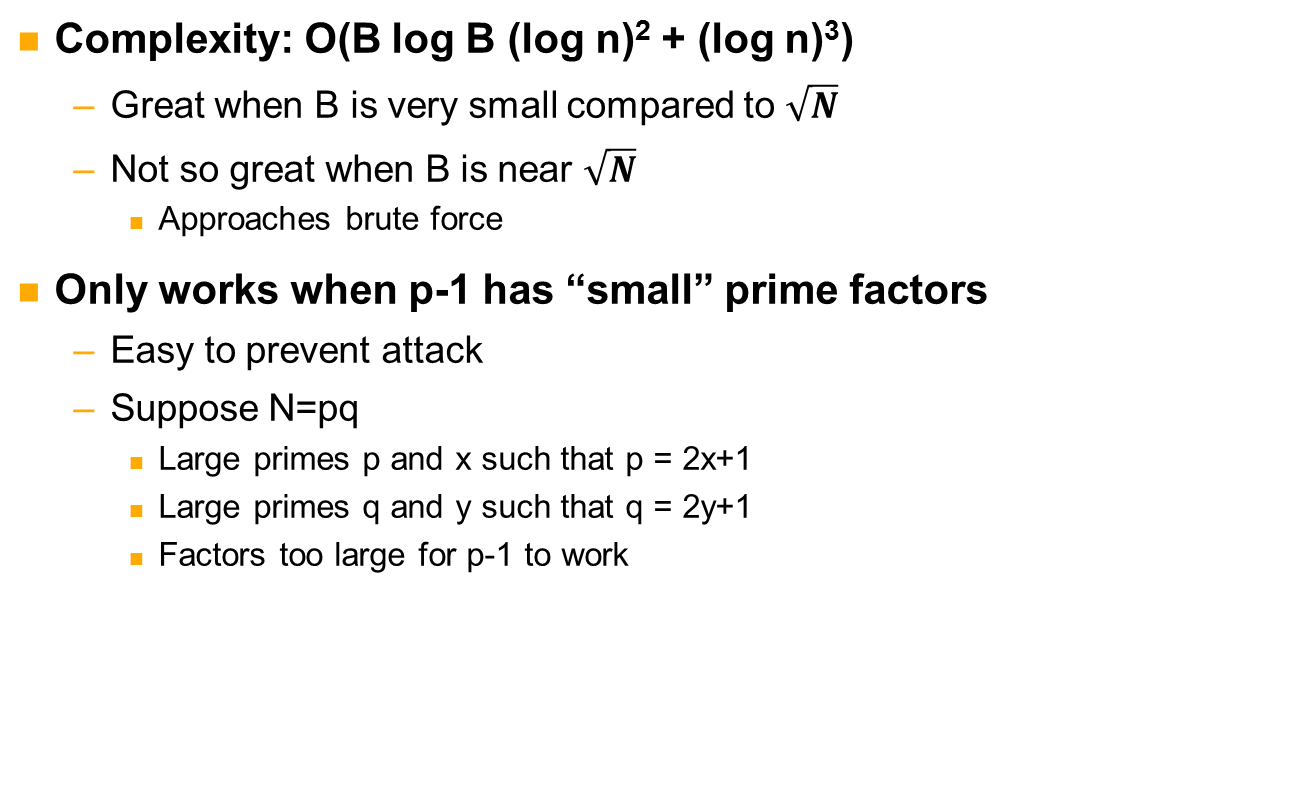 Complexity: O(B log B (log n)² + (log n)³)
– Great when B is very small compared to √N
– Not so great when B is near √N
Approaches brute force
Only works when p-1 has “small” prime factors
– Easy to prevent attack
– Suppose N=pq
Large primes p and x such that p = 2x+1
Large primes q and y such that q = 2y+1
Factors too large for p-1 to work